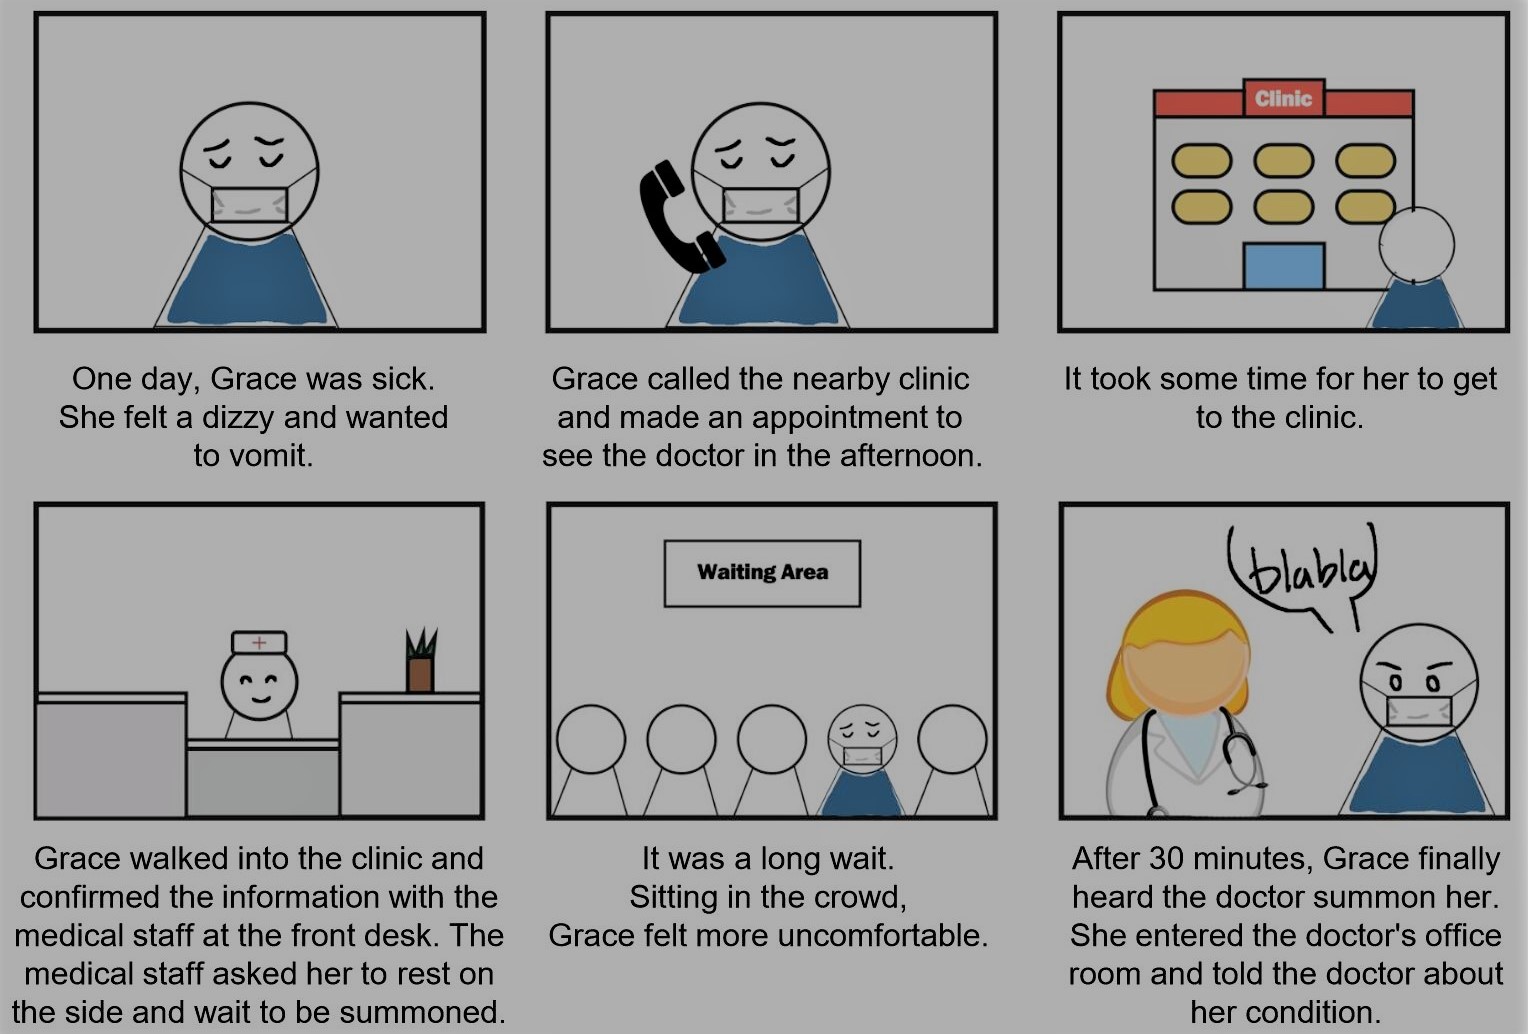 Clinic
One day, Grace was sick.
She felt a dizzy and wanted
to vomit.
Grace called the nearby clinic
and made an appointment to
see the doctor in the afternoon.
It took some time for her to get
to the clinic.
Waiting Area
blabla
Grace walked into the clinic and
confirmed the information with the
medical staff at the front desk. The
medical staff asked her to rest on
the side and wait to be summoned.
It was a long wait.
Sitting in the crowd,
Grace felt more uncomfortable.
After 30 minutes, Grace finally
heard the doctor summon her.
She entered the doctor's office
room and told the doctor about
her condition.